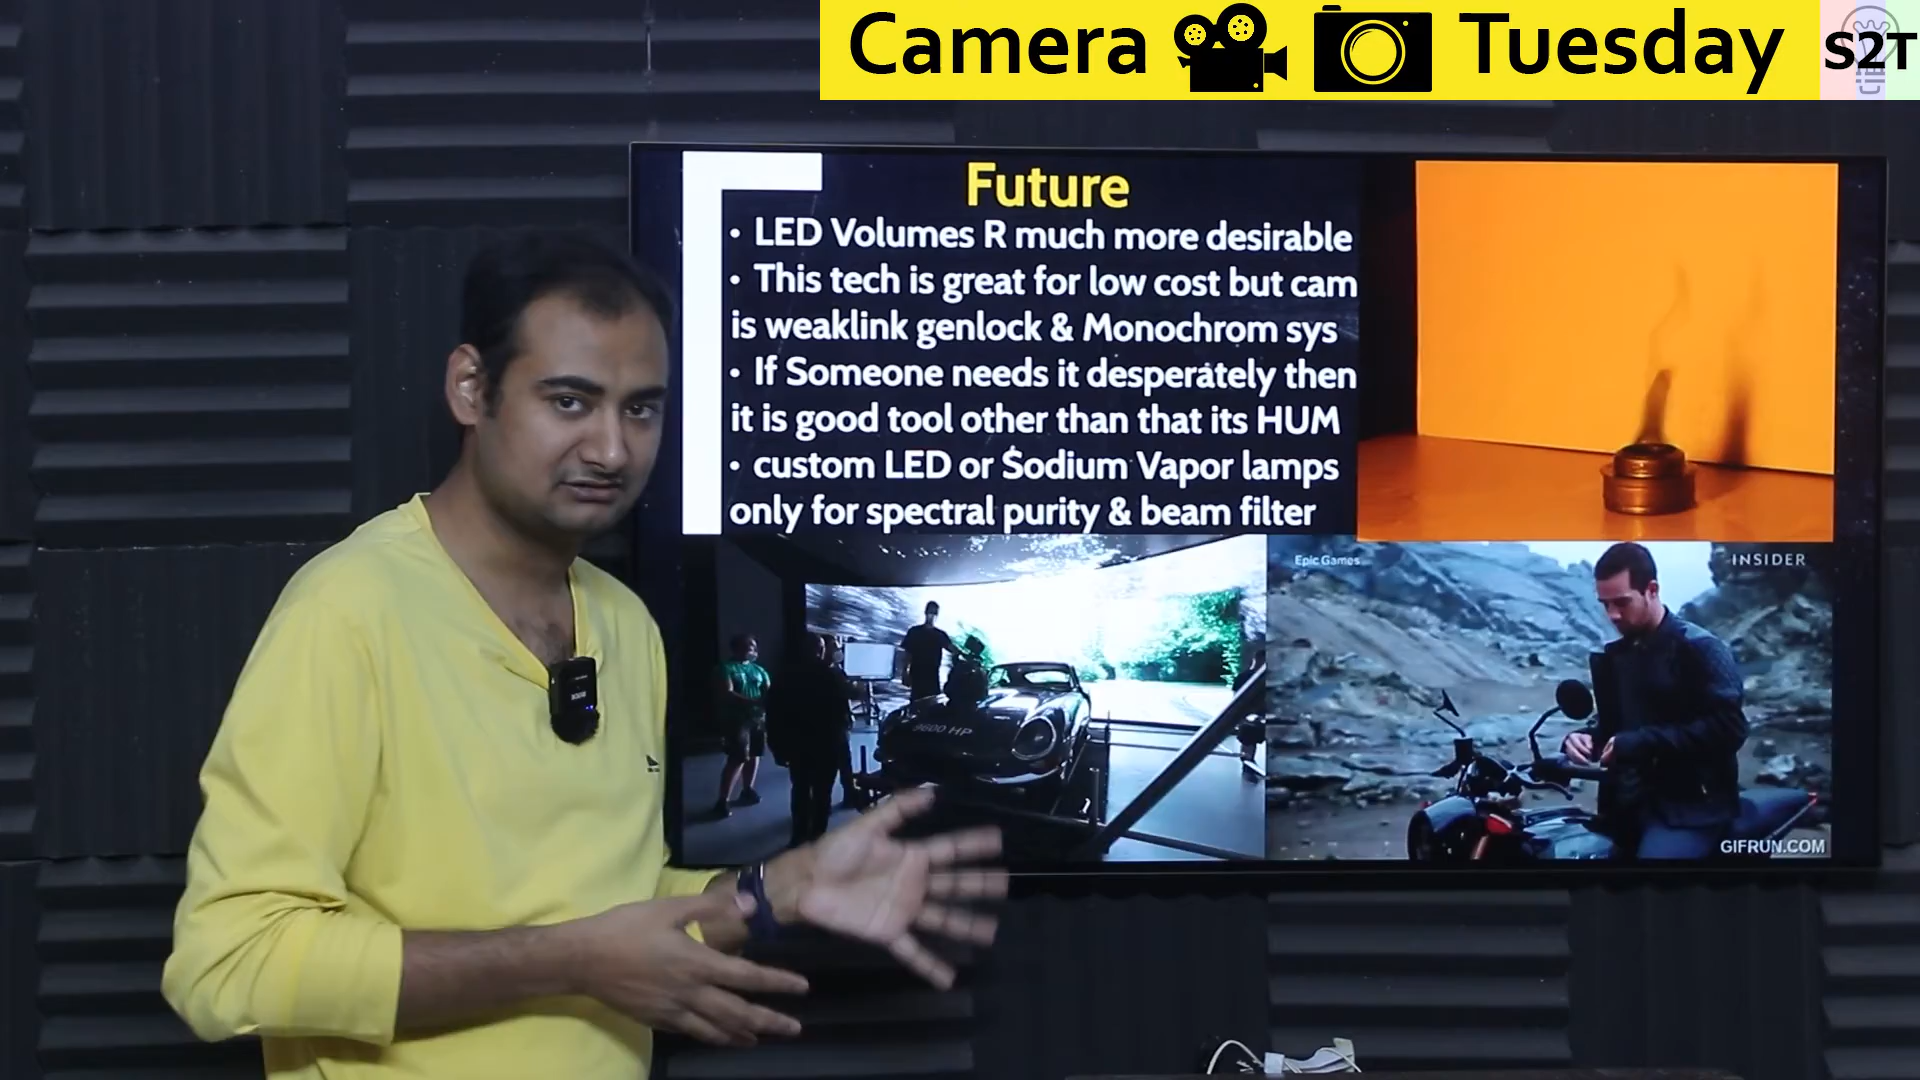 Camera Tuesday S2T
Future
• LED Volumes R much more desirable
• This tech is great for low cost but cam
is weaklink genlock & Monochrom sys
• If Someone needs it desperately then
it is good tool other than that its HUM
• custom LED or Sodium Vapor lamps
only for spectral purity & beam filter
Epic Games
INSIDER
9600 HP
GIFRUN.COM